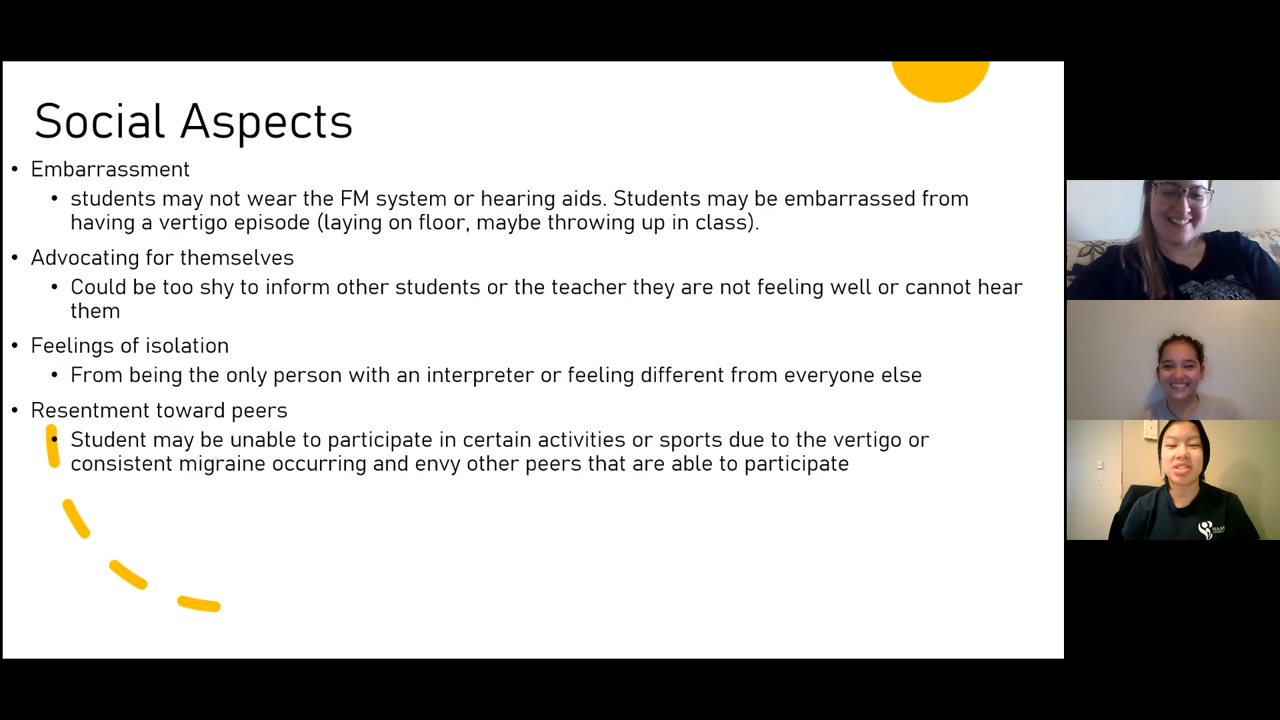 Social Aspects
• Embarrassment
• students may not wear the FM system or hearing aids. Students may be embarrassed from
having a vertigo episode (laying on floor, maybe throwing up in class).
• Advocating for themselves
• Could be too shy to inform other students or the teacher they are not feeling well or cannot hear
them
• Feelings of isolation
• From being the only person with an interpreter or feeling different from everyone else
• Resentment toward peers
• Student may be unable to participate in certain activities or sports due to the vertigo or
consistent migraine occurring and envy other peers that are able to participate